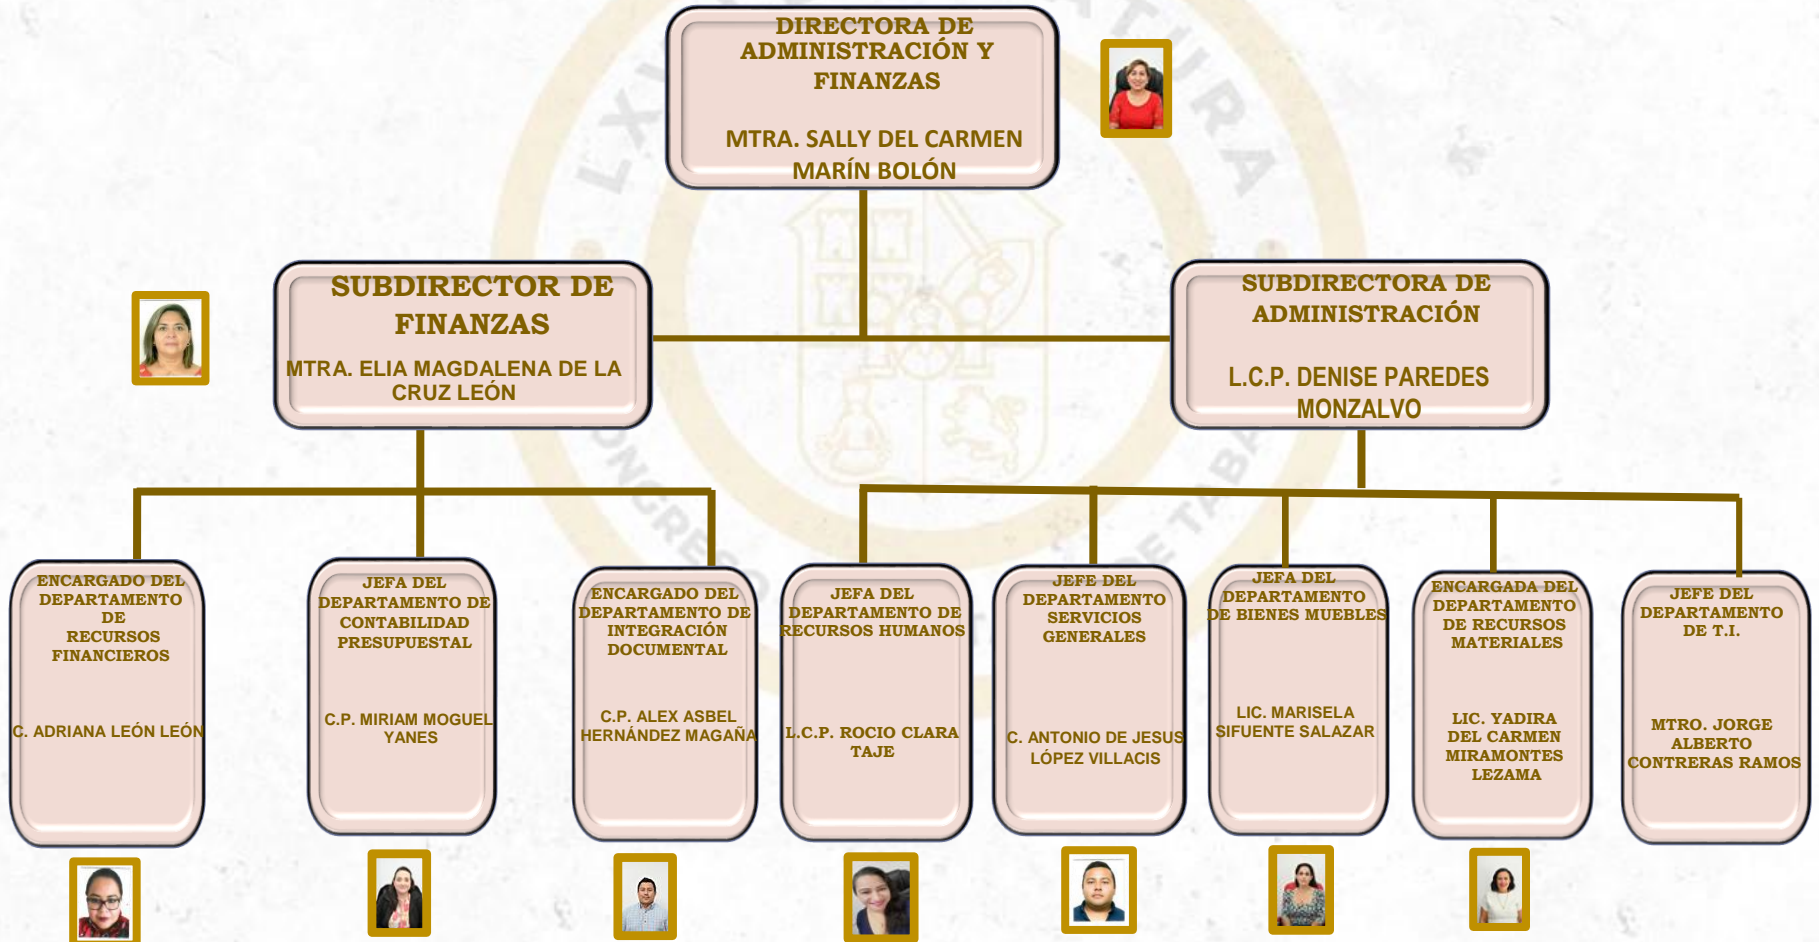 DIRECTORA DE
ADMINISTRACIÓN Y
FINANZAS
MTRA. SALLY DEL CARMEN
MARÍN BOLÓN
SUBDIRECTOR DE
FINANZAS
MTRA. ELIA MAGDALENA DE LA
CRUZ LEÓN
SUBDIRECTORA DE
ADMINISTRACIÓN
L.C.P. DENISE PAREDES
MONZALVO
ENCARGADO DEL
DEPARTAMENTO
DE
RECURSOS
FINANCIEROS
C. ADRIANA LEÓN LEÓN
JEFA DEL
DEPARTAMENTO DE
CONTABILIDAD
PRESUPUESTAL
C.P. MIRIAM MOGUEL
YANES
ENCARGADO DEL
DEPARTAMENTO DE
INTEGRACIÓN
DOCUMENTAL
C.P. ALEX ASBEL
HERNÁNDEZ MAGAÑA
JEFA DEL
DEPARTAMENTO DE
RECURSOS HUMANOS
L.C.P. ROCIO CLARA
TAJE
JEFE DEL
DEPARTAMENTO
SERVICIOS
GENERALES
C. ANTONIO DE JESUS
LÓPEZ VILLACIS
JEFA DEL
DEPARTAMENTO
DE BIENES MUEBLES
LIC. MARISELA
SIFUENTE SALAZAR
ENCARGADA DEL
DEPARTAMENTO
DE RECURSOS
MATERIALES
LIC. YADIRA
DEL CARMEN
MIRAMONTES
LEZAMA
JEFE DEL
DEPARTAMENTO
DE T.I.
MTRO. JORGE
ALBERTO
CONTRERAS RAMOS